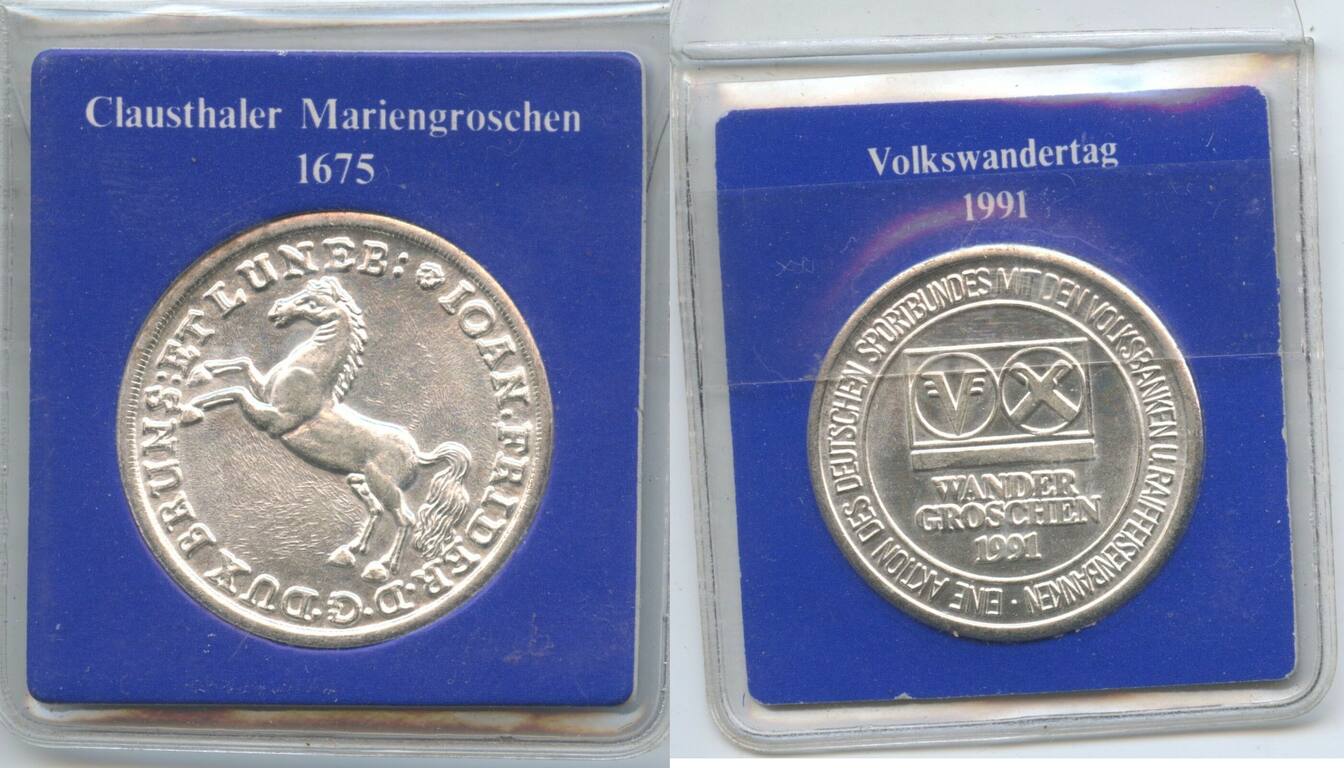 Clausthaler Mariengroschen
1675
IOAN.FRIDER.D.G.DUX BRUNS:ET LUNEB:
Volkswandertag
1991
EINE AKTION DES DEUTSCHEN SPORTBUNDES MIT DEN VOLKSBANKEN U.RAIFFEISENBANKEN ·
V
WANDER
GROSCHEN
1991